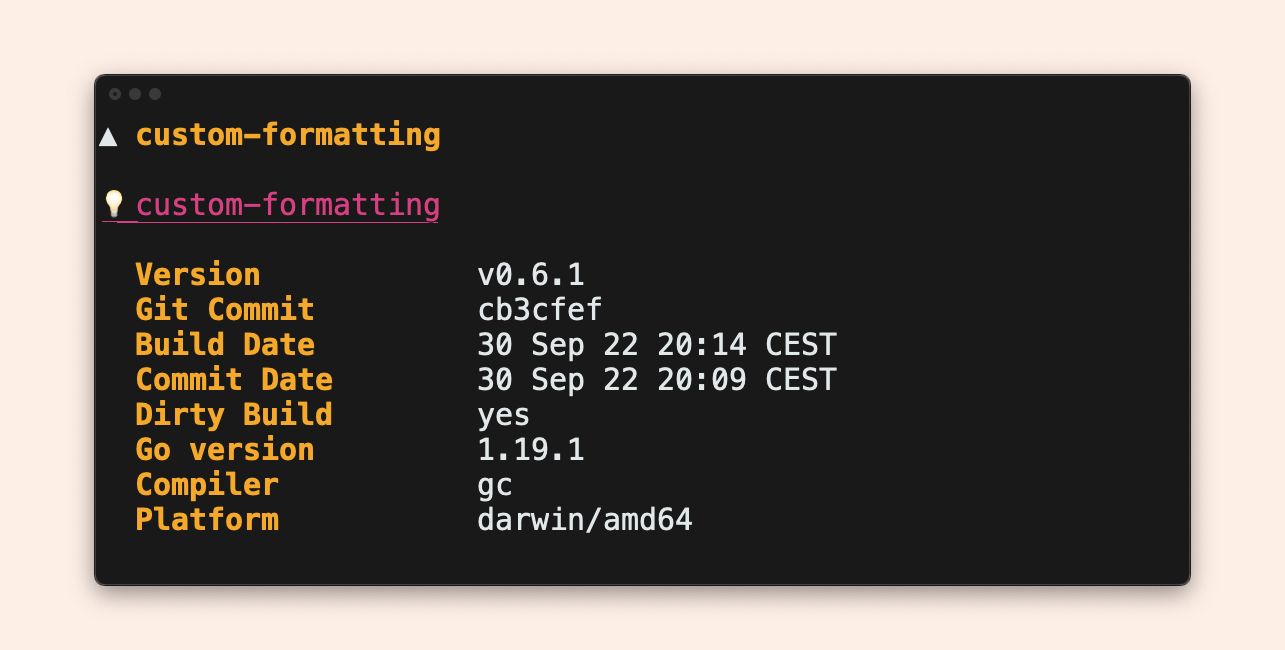 ▲ custom-formatting
💡 custom-formatting
Version v0.6.1
Git Commit cb3cfef
Build Date 30 Sep 22 20:14 CEST
Commit Date 30 Sep 22 20:09 CEST
Dirty Build yes
Go version 1.19.1
Compiler gc
Platform darwin/amd64